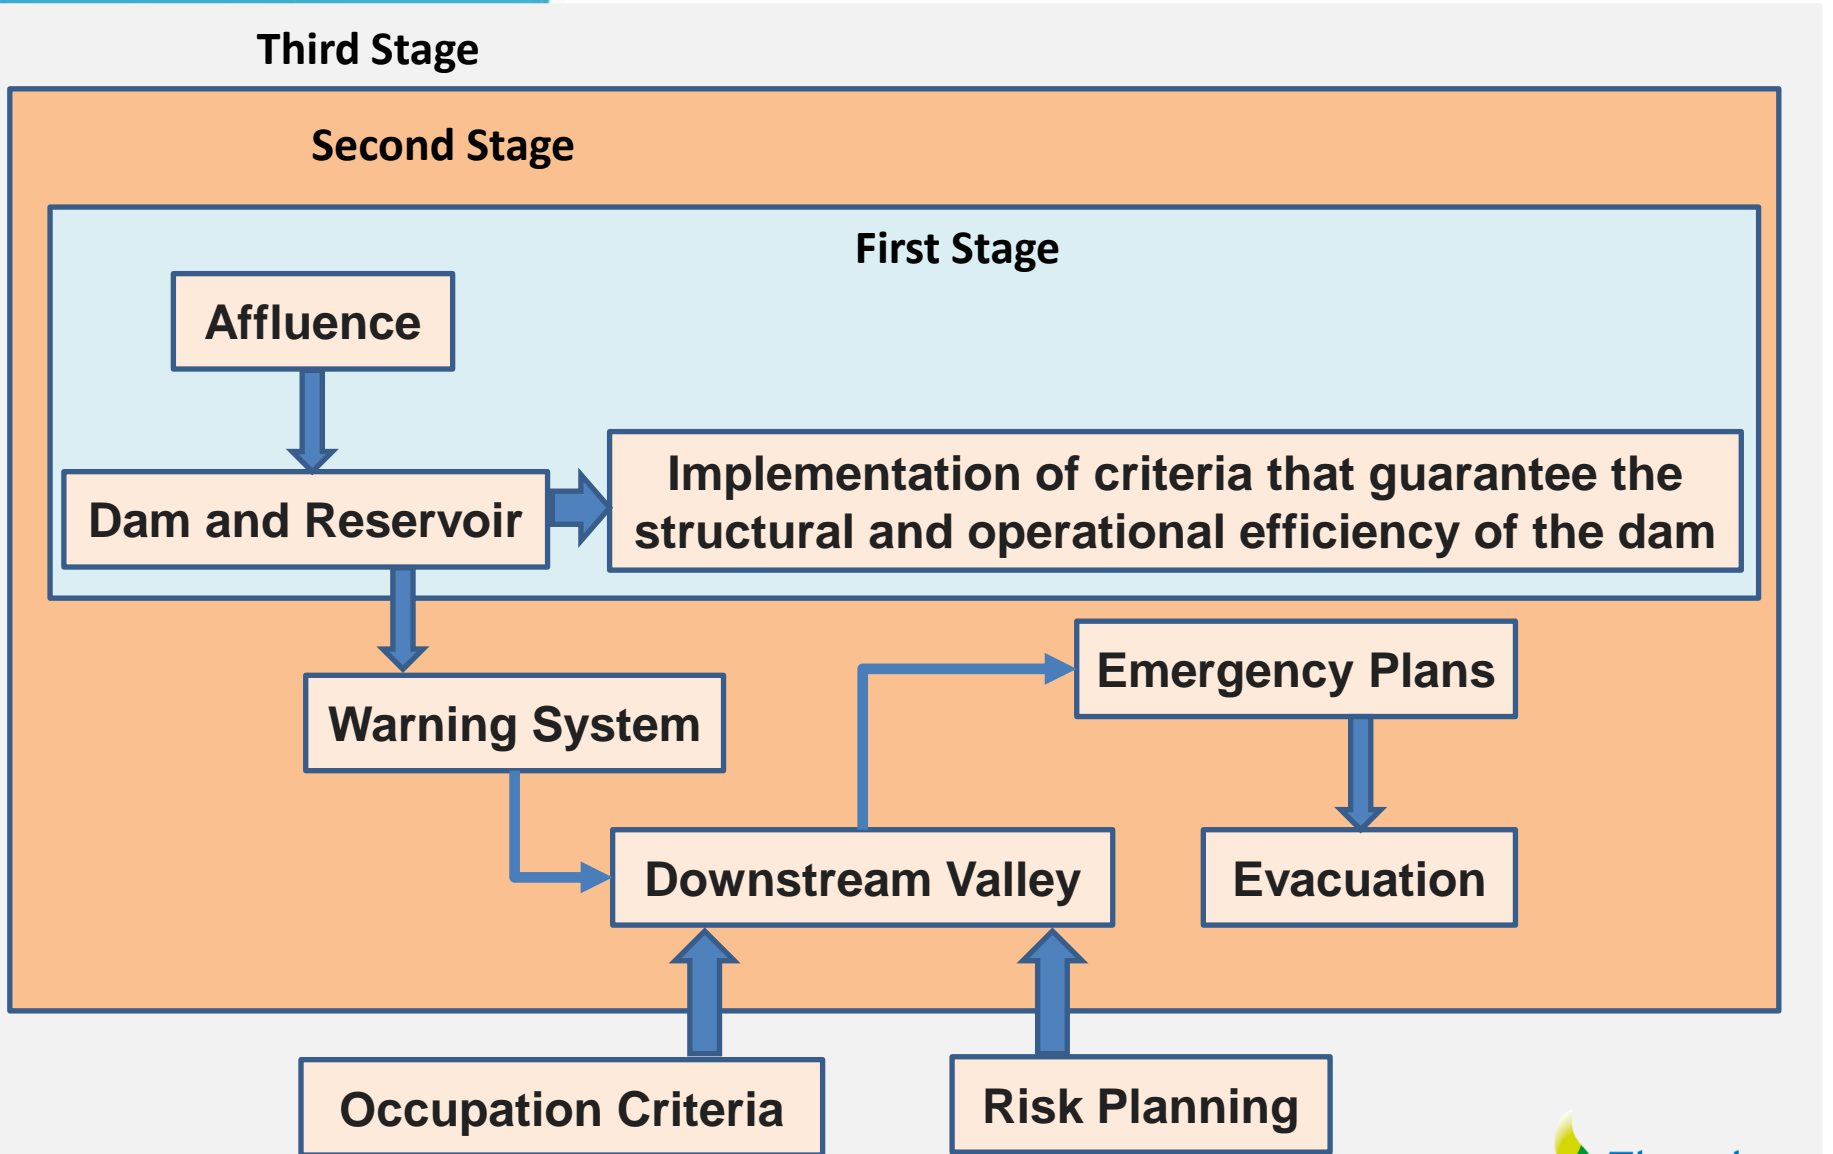 Third Stage
Second Stage
First Stage
Affluence
Dam and Reservoir
Implementation of criteria that guarantee the
structural and operational efficiency of the dam
Warning System
Emergency Plans
Downstream Valley
Evacuation
Occupation Criteria
Risk Planning